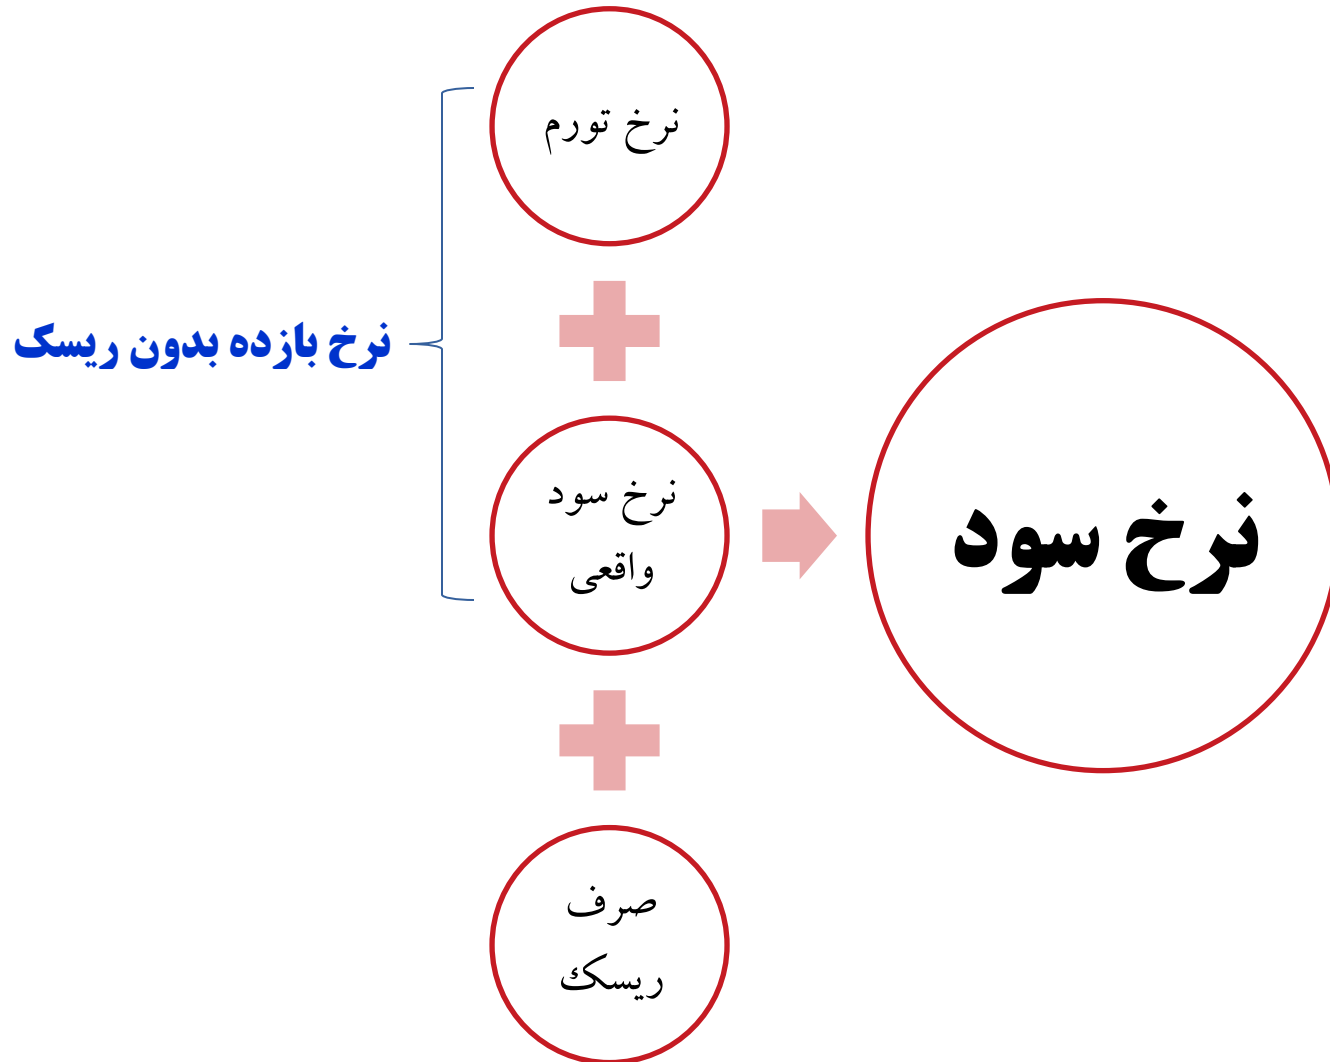 نرخ تورم
نرخ بازده بدون ریسک
نرخ سود
واقعی
نرخ سود
صرف
ریسک